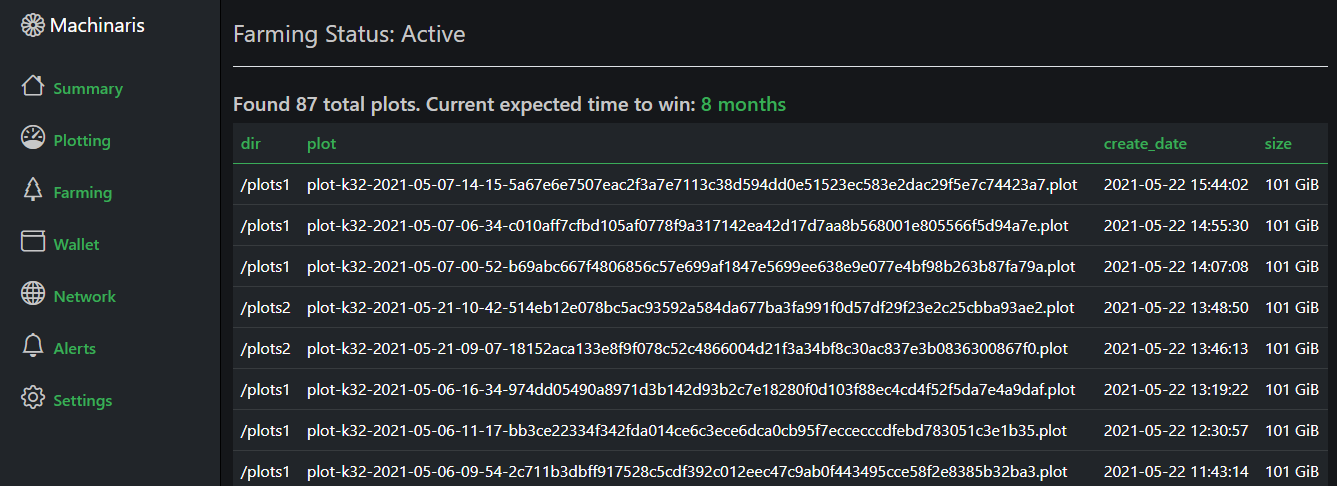 Machinaris
Summary
Plotting
Farming
Wallet
Network
Alerts
Settings
Farming Status: Active
Found 87 total plots. Current expected time to win: 8 months
dir plot create_date size
/plots1 plot-k32-2021-05-07-14-15-5a67e6e7507eac2f3a7e7113c38d594dd0e51523ec583e2dac29f5e7c74423a7.plot 2021-05-22 15:44:02 101 GiB
/plots1 plot-k32-2021-05-07-06-34-c010aff7cfbd105af0778f9a317142ea42d17d7aa8b568001e805566f5d94a7e.plot 2021-05-22 14:55:30 101 GiB
/plots1 plot-k32-2021-05-07-00-52-b69abc667f4806856c57e699af1847e5699ee638e9e077e4bf98b263b87fa79a.plot 2021-05-22 14:07:08 101 GiB
/plots2 plot-k32-2021-05-21-10-42-514eb12e078bc5ac93592a584da677ba3fa991f0d57df29f23e2c25cbba93ae2.plot 2021-05-22 13:48:50 101 GiB
/plots2 plot-k32-2021-05-21-09-07-18152aca133e8f9f078c52c4866004d21f3a34bf8c30ac837e3b0836300867f0.plot 2021-05-22 13:46:13 101 GiB
/plots1 plot-k32-2021-05-06-16-34-974dd05490a8971d3b142d93b2c7e18280f0d103f88ec4cd4f52f5da7e4a9daf.plot 2021-05-22 13:19:22 101 GiB
/plots1 plot-k32-2021-05-06-11-17-bb3ce22334f342fda014ce6c3ece6dca0cb95f7eccecccdfebd783051c3e1b35.plot 2021-05-22 12:30:57 101 GiB
/plots1 plot-k32-2021-05-06-09-54-2c711b3dbff917528c5cdf392c012eec47c9ab0f443495cce58f2e8385b32ba3.plot 2021-05-22 11:43:14 101 GiB